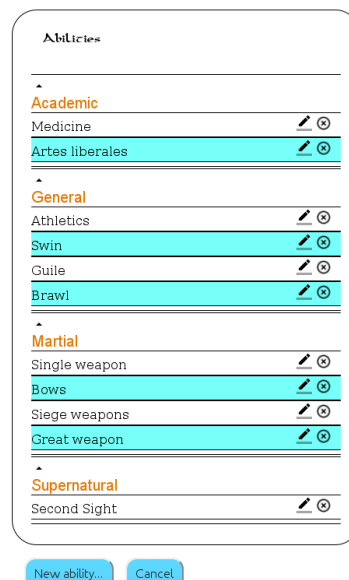 Abilities
Academic
Medicine
Artes liberales
General
Athletics
Swin
Guile
Brawl
Martial
Single weapon
Bows
Siege weapons
Great weapon
Supernatural
Second Sight
New ability...
Cancel